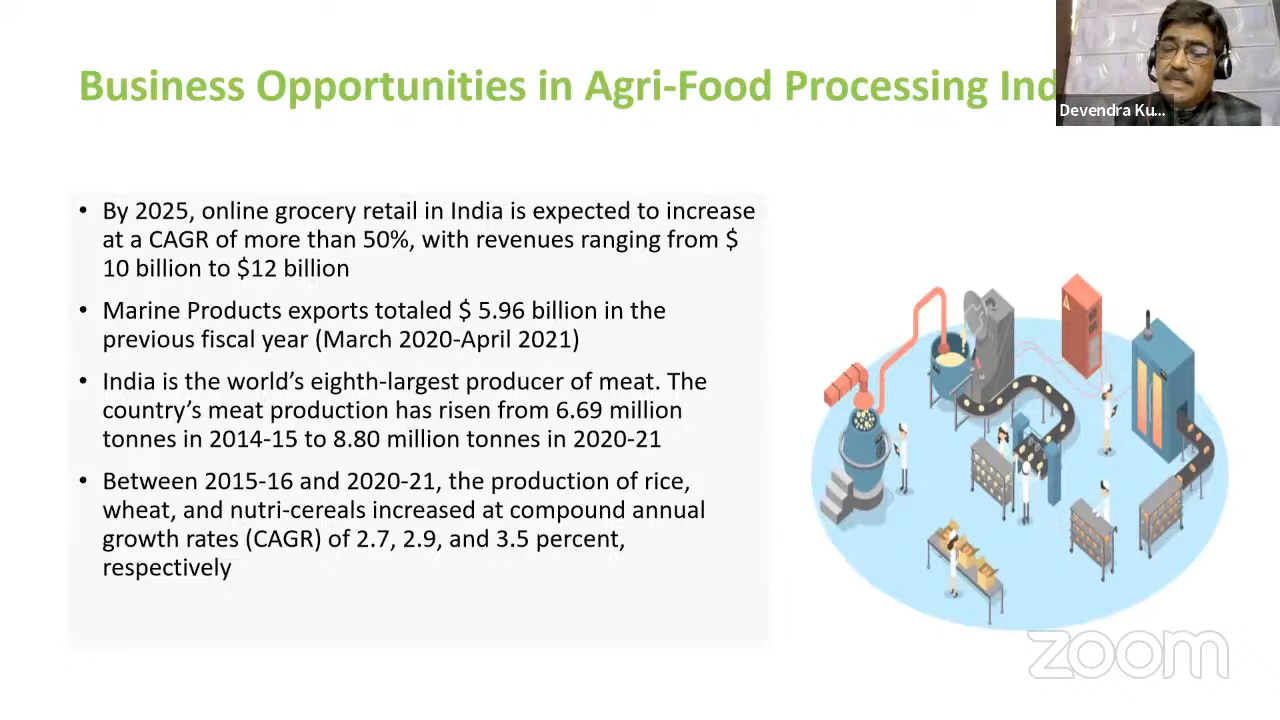 Business Opportunities in Agri-Food Processing Ind
Devendra Ku...
• By 2025, online grocery retail in India is expected to increase
at a CAGR of more than 50%, with revenues ranging from $
10 billion to $12 billion
• Marine Products exports totaled $ 5.96 billion in the
previous fiscal year (March 2020-April 2021)
• India is the world’s eighth-largest producer of meat. The
country’s meat production has risen from 6.69 million
tonnes in 2014-15 to 8.80 million tonnes in 2020-21
• Between 2015-16 and 2020-21, the production of rice,
wheat, and nutri-cereals increased at compound annual
growth rates (CAGR) of 2.7, 2.9, and 3.5 percent,
respectively
zoom